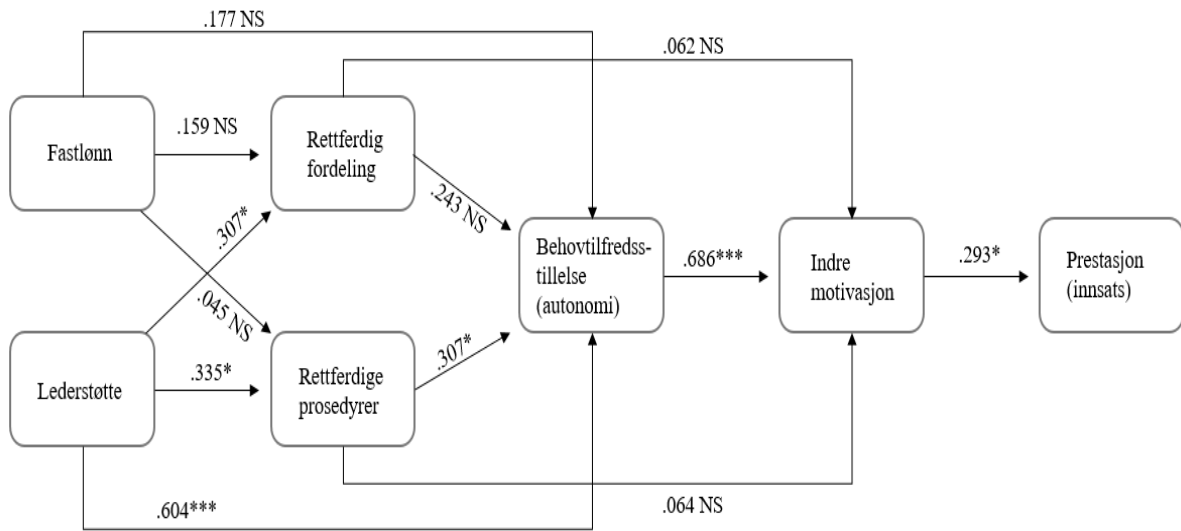 .177 NS
.062 NS
Fastlønn
.159 NS
Rettferdig
fordeling
.307*
.243 NS
.045 NS
Behovtilfredss-
tillelse
(autonomi)
.686***
Indre
motivasjon
.293*
Prestasjon
(innsats)
Lederstøtte
.335*
Rettferdige
prosedyrer
.307*
.604***
.064 NS